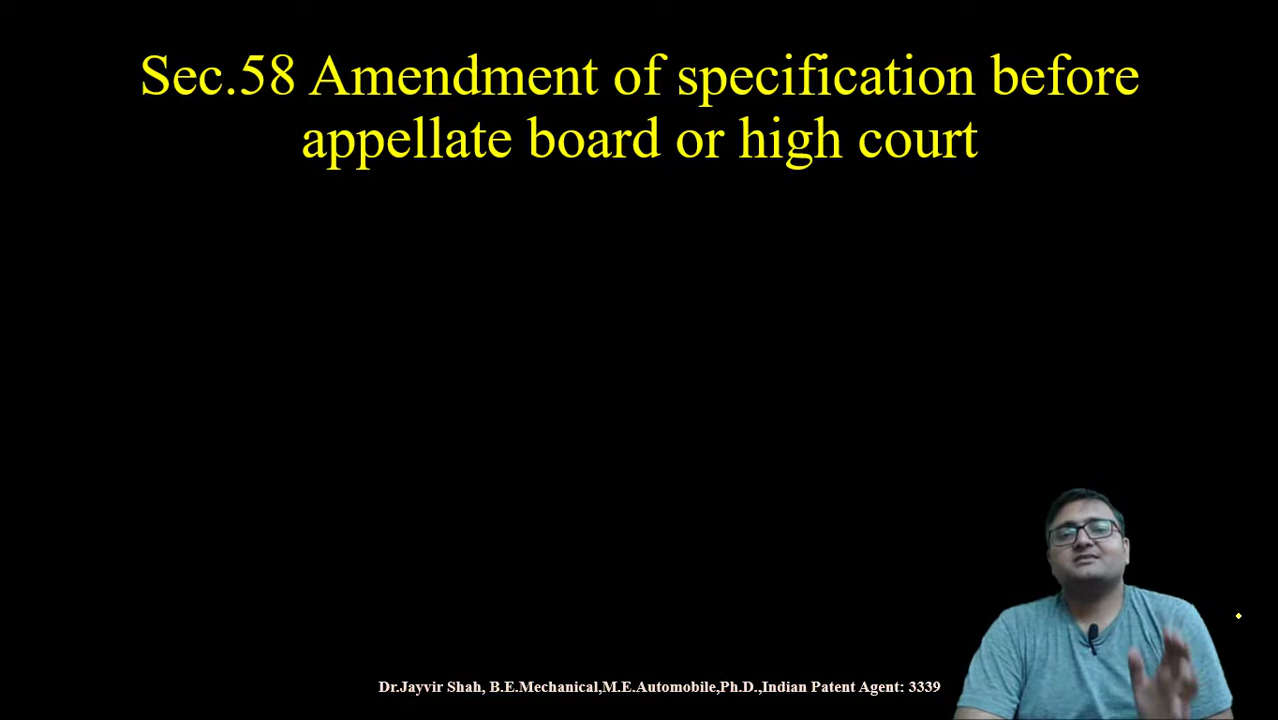 Sec.58 Amendment of specification before
appellate board or high court
Dr.Jayvir Shah, B.E.Mechanical,M.E.Automobile,Ph.D.,Indian Patent Agent: 3339